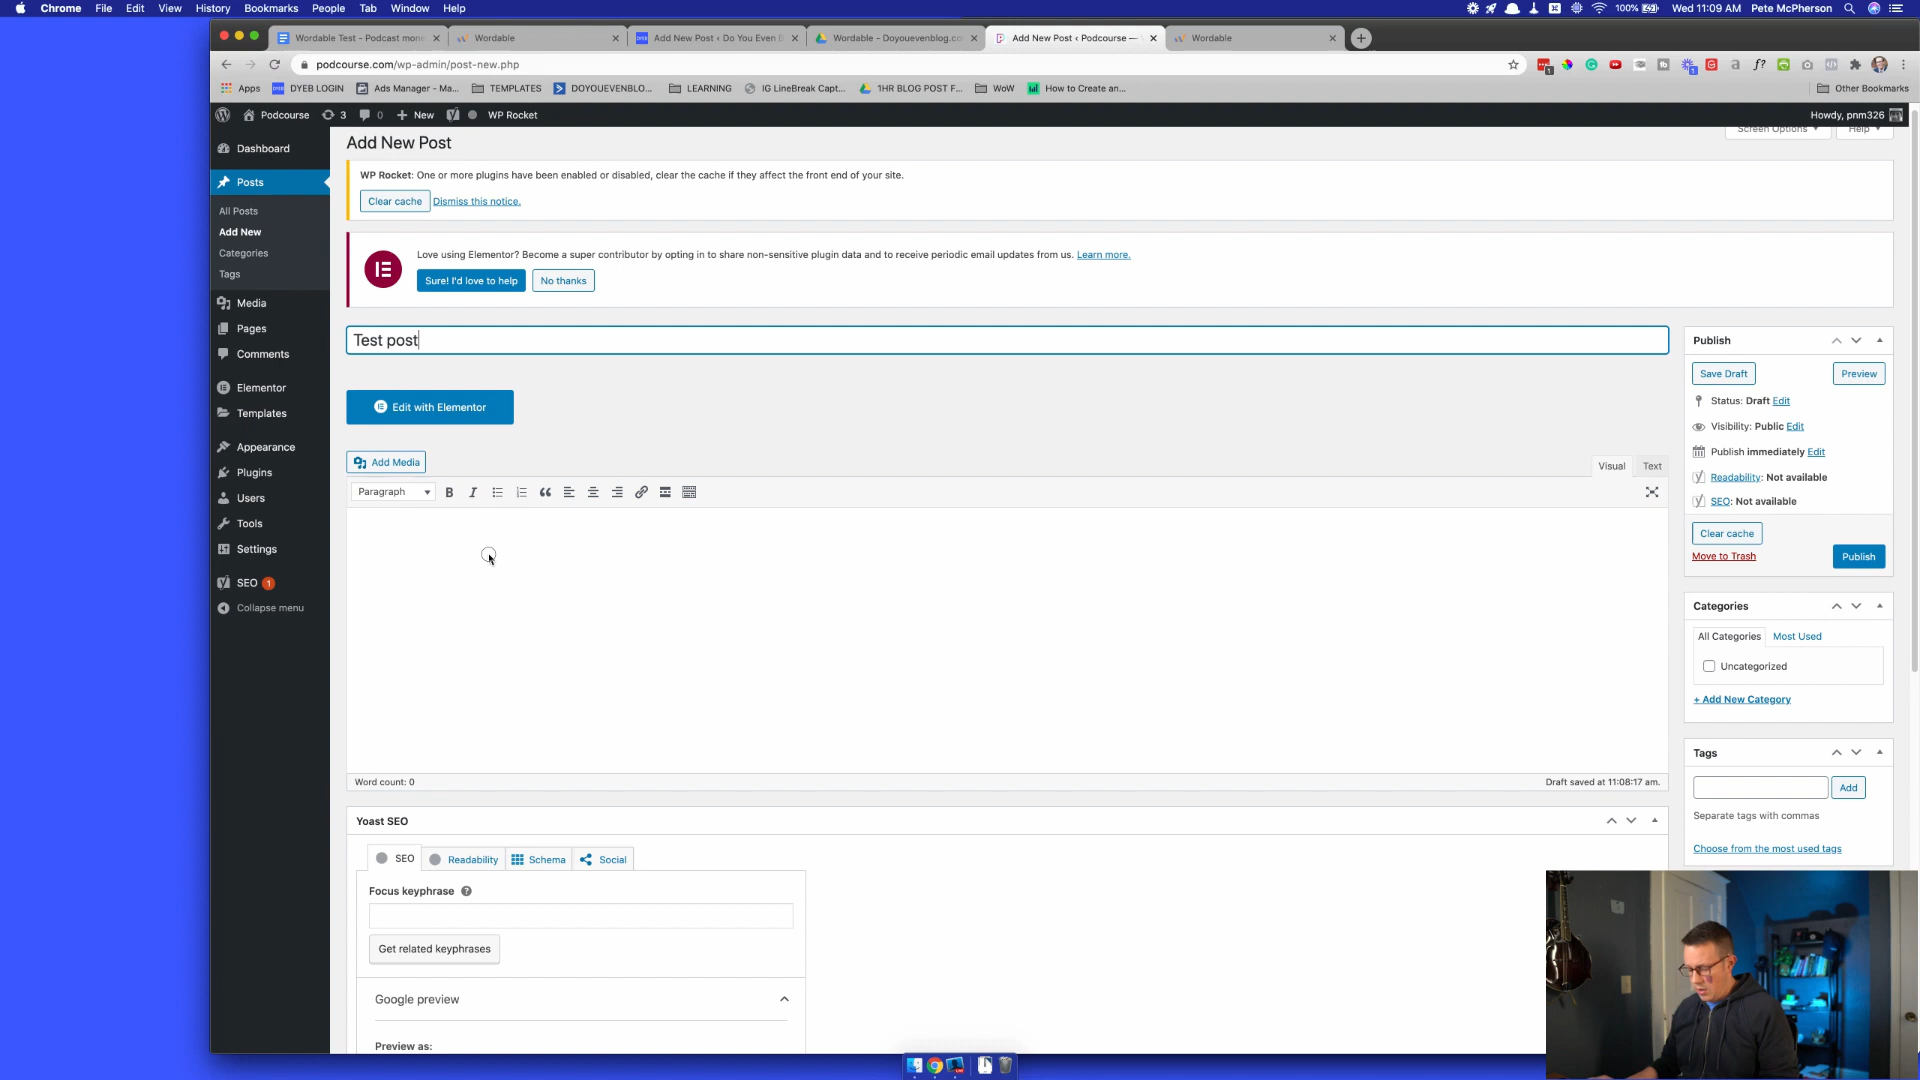 Chrome File Edit View History Bookmarks People Tab Window Help 100% Wed 11:09 AM Pete McPherson
Wordable Test - Podcast mone Wordable Add New Post ‹ Do You Even B Wordable - Doyouevenblog.co Add New Post ‹ Podcourse — Wordable
podcourse.com/wp-admin/post-new.php
Apps DYEB LOGIN Ads Manager - Ma... TEMPLATES DOYOUEVENBLO... LEARNING IG LineBreak Capt... 1HR BLOG POST F... WoW How to Create an... Other Bookmarks
Podcourse 3 0 New WP Rocket Howdy, pnm326
Screen Options Help
Add New Post
Dashboard
Posts
All Posts
Add New
Categories
Tags
Media
Pages
Comments
Elementor
Templates
Appearance
Plugins
Users
Tools
Settings
SEO 1
Collapse menu
WP Rocket: One or more plugins have been enabled or disabled, clear the cache if they affect the front end of your site.
Clear cache Dismiss this notice.
Love using Elementor? Become a super contributor by opting in to share non-sensitive plugin data and to receive periodic email updates from us. Learn more.
Sure! I'd love to help No thanks
Test post
Edit with Elementor
Add Media
Visual Text
Paragraph B I
Word count: 0 Draft saved at 11:08:17 am.
Yoast SEO
SEO Readability Schema Social
Focus keyphrase
Get related keyphrases
Google preview
Preview as:
Publish
Save Draft Preview
Status: Draft Edit
Visibility: Public Edit
Publish immediately Edit
Readability: Not available
SEO: Not available
Clear cache
Move to Trash Publish
Categories
All Categories Most Used
Uncategorized
+ Add New Category
Tags
Add
Separate tags with commas
Choose from the most used tags